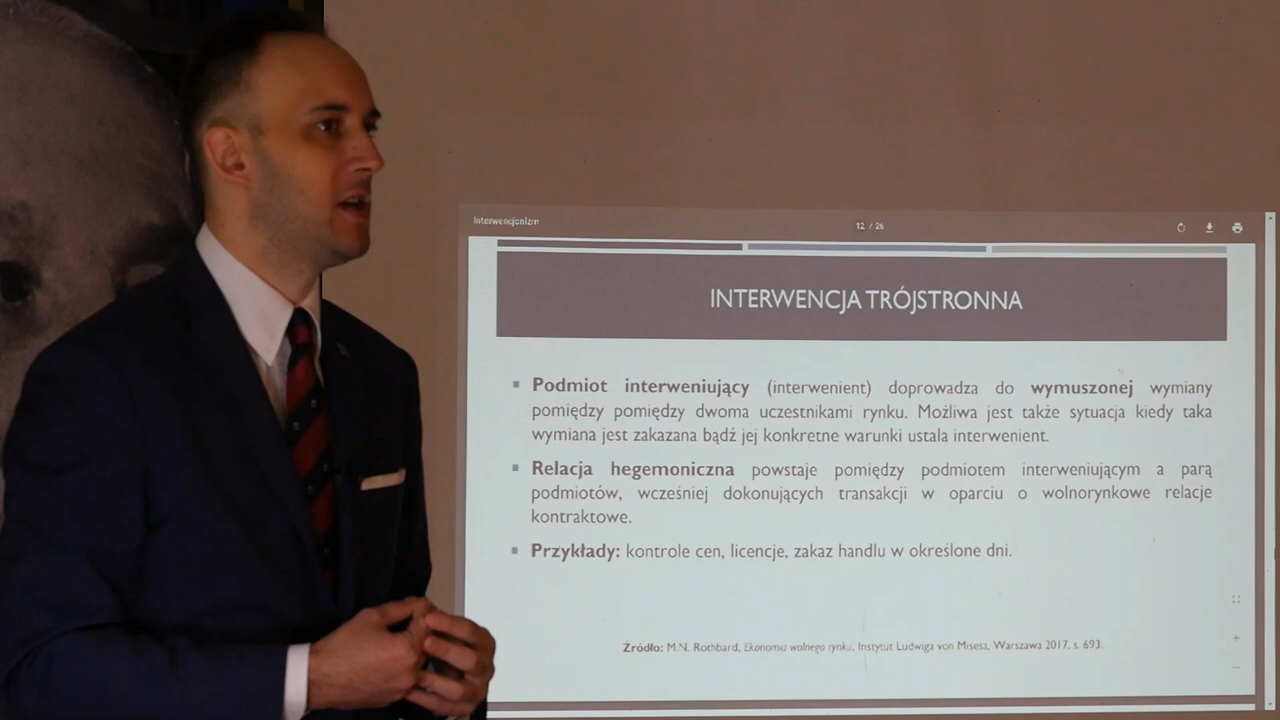 Interwencjonizm
12 / 26
INTERWENCJA TRÓJSTRONNA
Podmiot interweniujący (interwenient) doprowadza do wymuszonej wymiany
pomiędzy pomiędzy dwoma uczestnikami rynku. Możliwa jest także sytuacja kiedy taka
wymiana jest zakazana bądź jej konkretne warunki ustala interwenient.
Relacja hegemoniczna powstaje pomiędzy podmiotem interweniującym a parą
podmiotów, wcześniej dokonujących transakcji w oparciu o wolnorynkowe relacje
kontraktowe.
Przykłady: kontrole cen, licencje, zakaz handlu w określone dni.
Źródło: M.N. Rothbard, Ekonomia wolnego rynku, Instytut Ludwiga von Misesa, Warszawa 2017, s. 693.